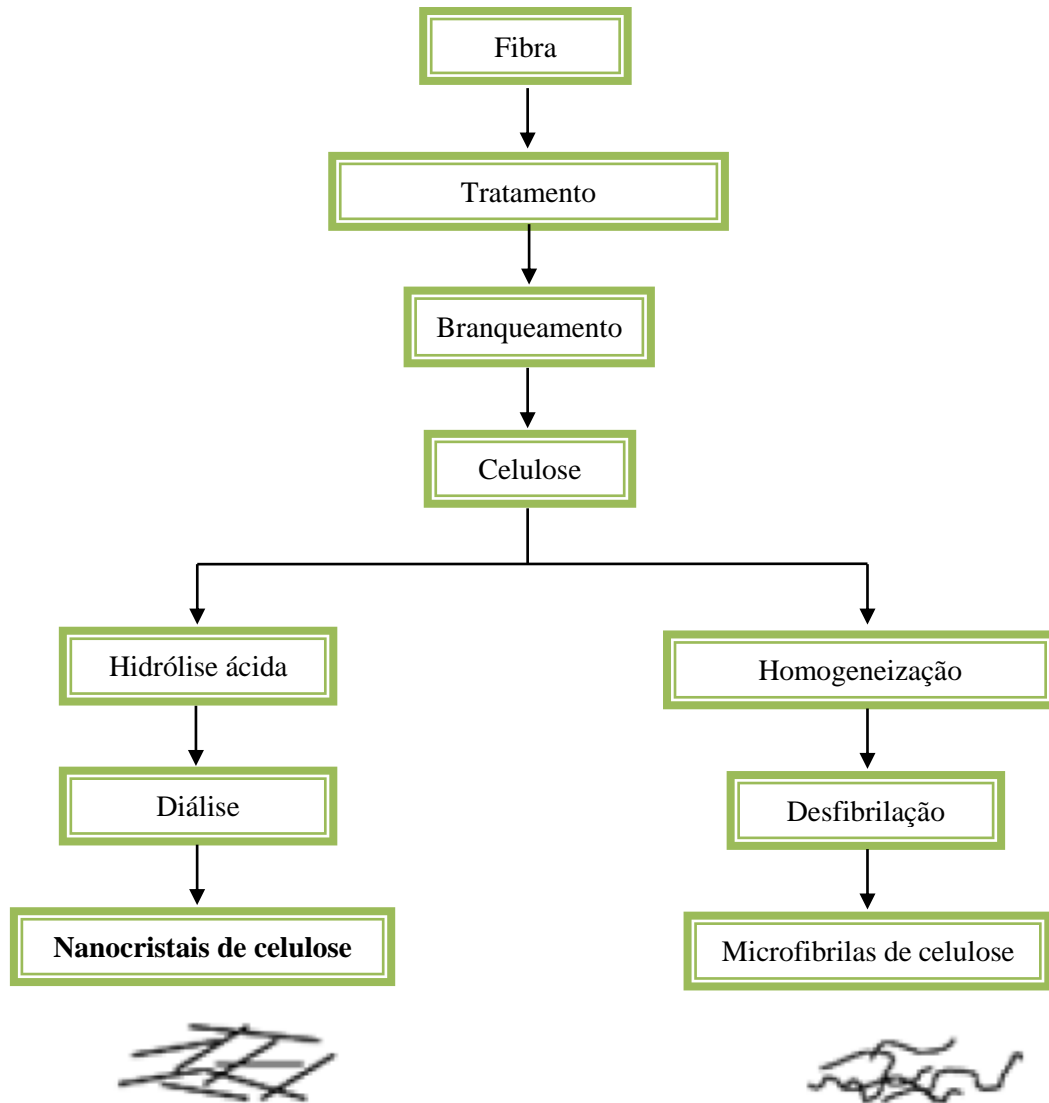 Fibra
Tratamento
Branqueamento
Celulose
Hidrólise ácida
Homogeneização
Diálise
Desfibrilação
Nanocristais de celulose
Microfibrilas de celulose